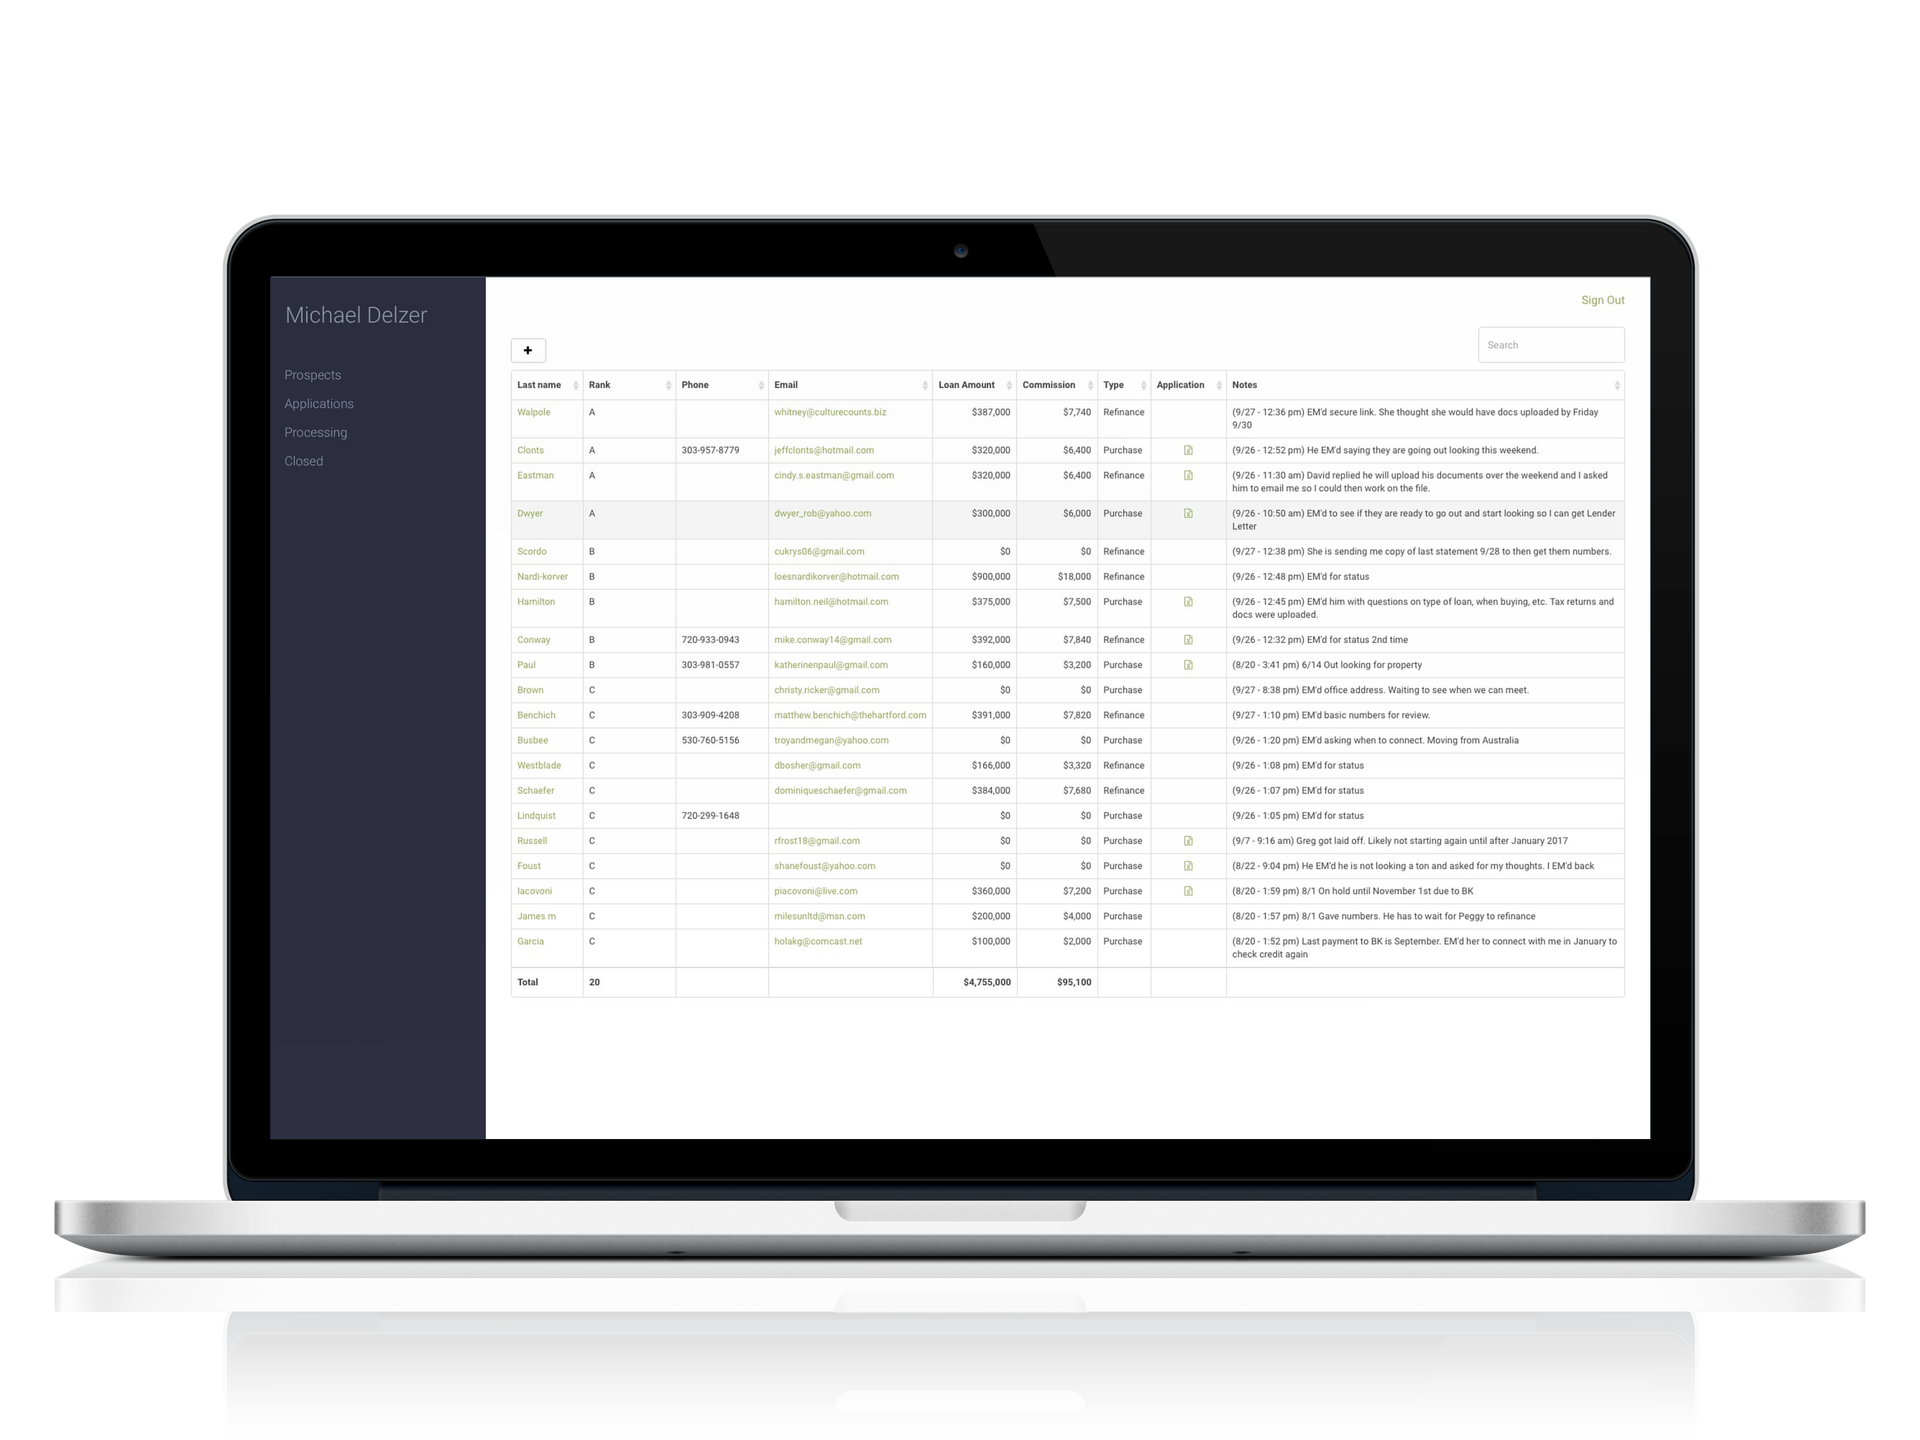 Michael Delzer
Prospects
Applications
Processing
Closed
Sign Out
+
Search
Last name Rank Phone Email Loan Amount Commission Type Application Notes
Walpole A whitney@culturecounts.biz $387,000 $7,740 Refinance (9/27 - 12:36 pm) EM'd secure link. She thought she would have docs uploaded by Friday
9/30
Clonts A 303-957-8779 jeffclonts@hotmail.com $320,000 $6,400 Purchase (9/26 - 12:52 pm) He EM'd saying they are going out looking this weekend.
Eastman A cindy.s.eastman@gmail.com $320,000 $6,400 Refinance (9/26 - 11:30 am) David replied he will upload his documents over the weekend and I asked
him to email me so I could then work on the file.
Dwyer A dwyer_rob@yahoo.com $300,000 $6,000 Purchase (9/26 - 10:50 am) EM'd to see if they are ready to go out and start looking so I can get Lender
Letter
Scordo B cukrys06@gmail.com $0 $0 Refinance (9/27 - 12:38 pm) She is sending me copy of last statement 9/28 to then get them numbers.
Nardi-korver B loesnardikorver@hotmail.com $900,000 $18,000 Refinance (9/26 - 12:48 pm) EM'd for status
Hamilton B hamilton.neil@hotmail.com $375,000 $7,500 Purchase (9/26 - 12:45 pm) EM'd him with questions on type of loan, when buying, etc. Tax returns and
docs were uploaded.
Conway B 720-933-0943 mike.conway14@gmail.com $392,000 $7,840 Refinance (9/26 - 12:32 pm) EM'd for status 2nd time
Paul B 303-981-0557 katherinenpaul@gmail.com $160,000 $3,200 Purchase (8/20 - 3:41 pm) 6/14 Out looking for property
Brown C christy.ricker@gmail.com $0 $0 Purchase (9/27 - 8:38 pm) EM'd office address. Waiting to see when we can meet.
Benchich C 303-909-4208 matthew.benchich@thehartford.com $391,000 $7,820 Refinance (9/27 - 1:10 pm) EM'd basic numbers for review.
Busbee C 530-760-5156 troyandmegan@yahoo.com $0 $0 Purchase (9/26 - 1:20 pm) EM'd asking when to connect. Moving from Australia
Westblade C dbosher@gmail.com $166,000 $3,320 Refinance (9/26 - 1:08 pm) EM'd for status
Schaefer C dominiqueschaefer@gmail.com $384,000 $7,680 Refinance (9/26 - 1:07 pm) EM'd for status
Lindquist C 720-299-1648 $0 $0 Purchase (9/26 - 1:05 pm) EM'd for status
Russell C rfrost18@gmail.com $0 $0 Purchase (9/7 - 9:16 am) Greg got laid off. Likely not starting again until after January 2017
Foust C shanefoust@yahoo.com $0 $0 Purchase (8/22 - 9:04 pm) He EM'd he is not looking a ton and asked for my thoughts. I EM'd back
Iacovoni C piacovoni@live.com $360,000 $7,200 Purchase (8/20 - 1:59 pm) 8/1 On hold until November 1st due to BK
James m C milesunltd@msn.com $200,000 $4,000 Purchase (8/20 - 1:57 pm) 8/1 Gave numbers. He has to wait for Peggy to refinance
Garcia C holakg@comcast.net $100,000 $2,000 Purchase (8/20 - 1:52 pm) Last payment to BK is September. EM'd her to connect with me in January to
check credit again
Total 20 $4,755,000 $95,100